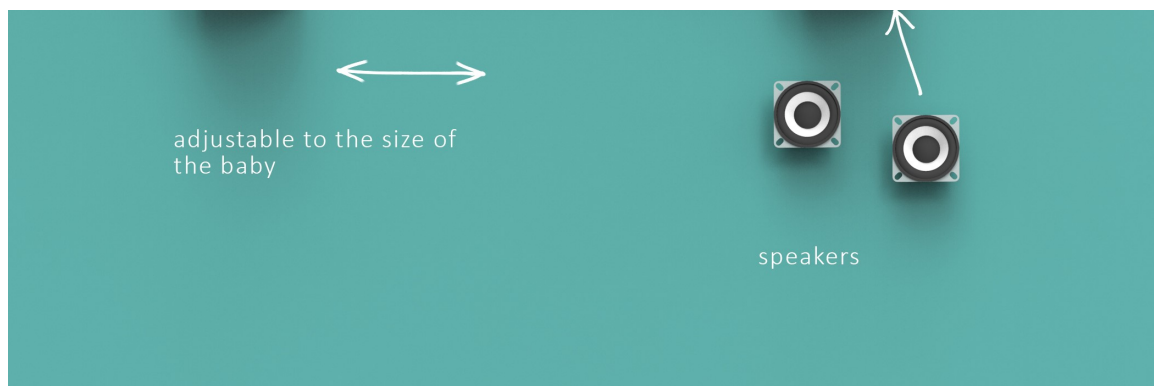 adjustable to the size of
the baby
speakers